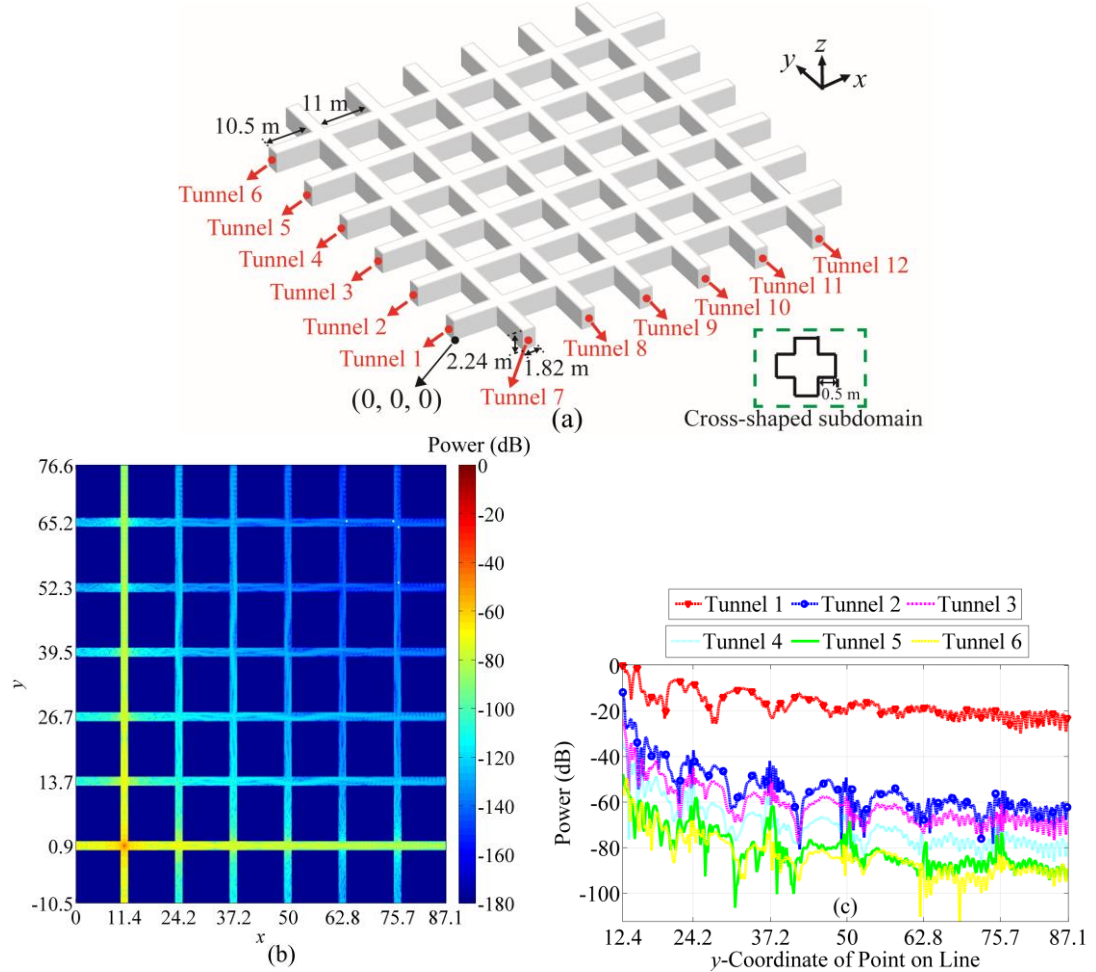 z
y
x
11 m
10.5 m
Tunnel 6
Tunnel 5
Tunnel 4
Tunnel 3
Tunnel 2
Tunnel 1
(0, 0, 0)
2.24 m
1.82 m
Tunnel 7
Tunnel 8
Tunnel 9
Tunnel 10
Tunnel 11
Tunnel 12
0.5 m
Cross-shaped subdomain
(a)
Power (dB)
76.6
65.2
52.3
39.5
26.7
13.7
0.9
-10.5
y
0 11.4 24.2 37.2 50 62.8 75.7 87.1
x
0
-20
-40
-60
-80
-100
-120
-140
-160
-180
(b)
Tunnel 1 Tunnel 2 Tunnel 3
Tunnel 4 Tunnel 5 Tunnel 6
0
-20
-40
-60
-80
-100
Power (dB)
(c)
12.4 24.2 37.2 50 62.8 75.7 87.1
y-Coordinate of Point on Line